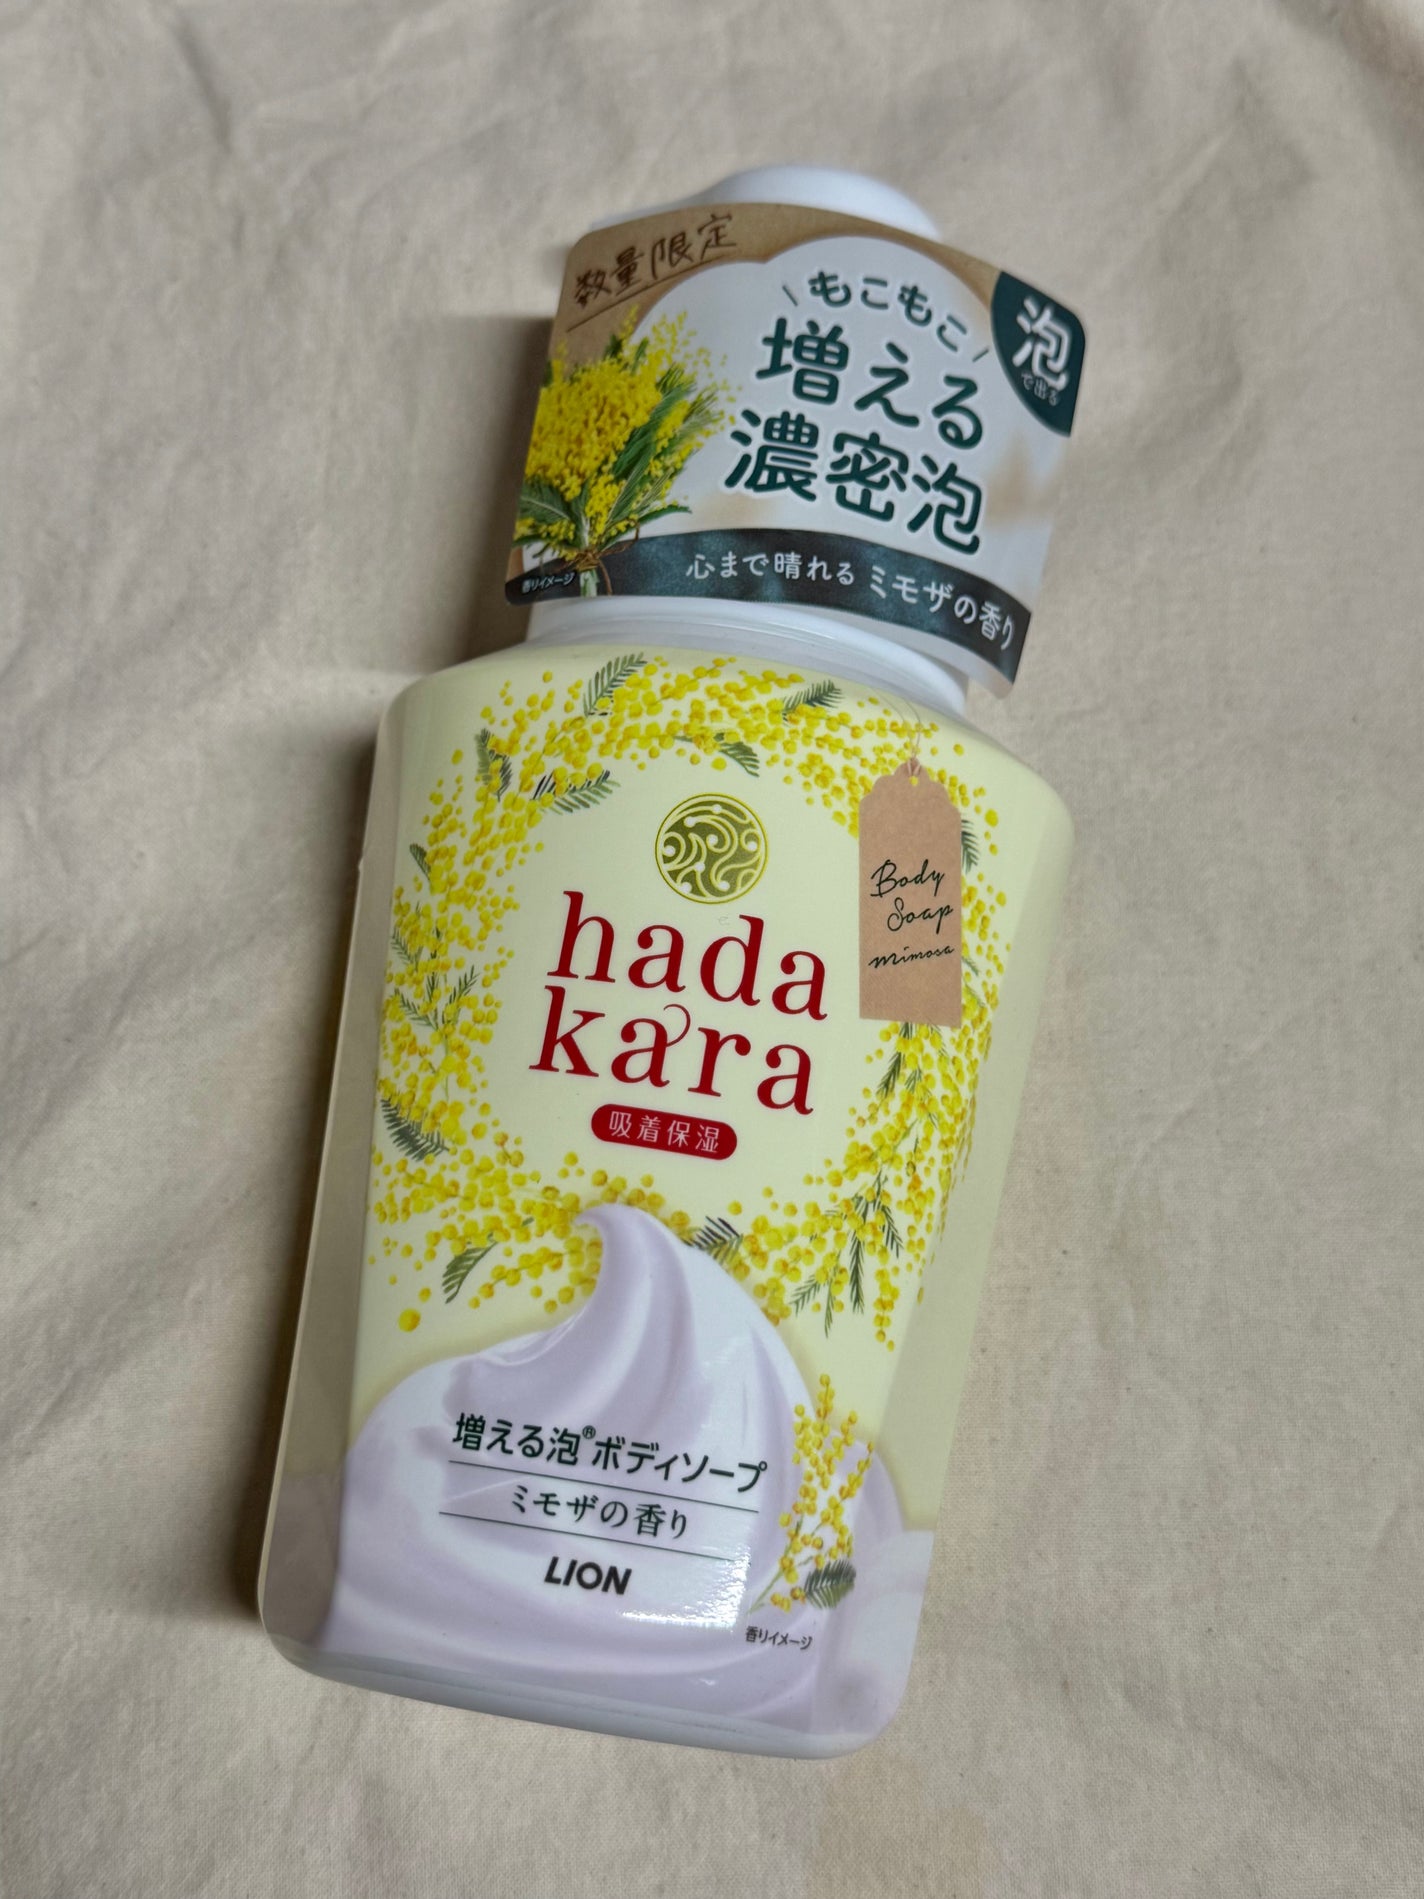 数量限定
もこもこ
増える
濃密泡
泡
で出る
心まで晴れる ミモザの香り
香りイメージ
Body
Soap
mimosa
hada
kara
吸着保湿
増える泡®ボディソープ
ミモザの香り
LION
香りイメージ